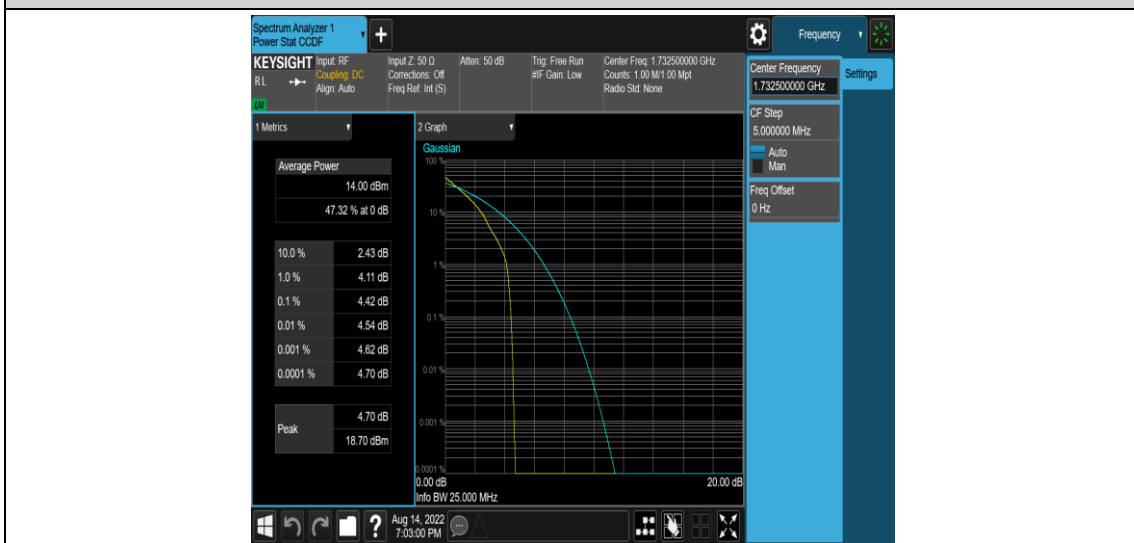 Spectrum Analyzer 1
Power Stat CCDF
+
Frequency
KEYSIGHT
RL
LXI
Input: RF
Coupling: DC
Align: Auto
Input Z: 50 Ω
Corrections: Off
Freq Ref: Int (S)
Atten: 50 dB
Trig: Free Run
#IF Gain: Low
Center Freq: 1.732500000 GHz
Counts: 1.00 M/1.00 Mpt
Radio Std: None
Center Frequency
1.732500000 GHz
Settings
CF Step
5.000000 MHz
Auto
Man
Freq Offset
0 Hz
1 Metrics
Average Power
14.00 dBm
47.32 % at 0 dB
10.0 % 2.43 dB
1.0 % 4.11 dB
0.1 % 4.42 dB
0.01 % 4.54 dB
0.001 % 4.62 dB
0.0001 % 4.70 dB
Peak 4.70 dB
18.70 dBm
2 Graph
Gaussian
100 %
10 %
1 %
0.1 %
0.01 %
0.001 %
0.0001 %
0.00 dB 20.00 dB
Info BW 25.000 MHz
?
Aug 14, 2022
7:03:00 PM